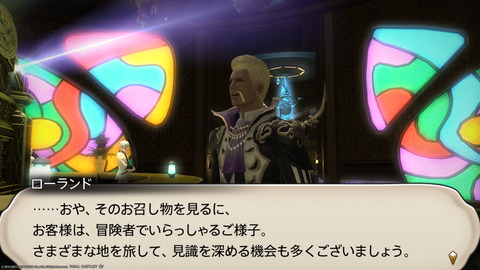 ローランド
……おや、そのお召し物を見るに、
お客様は、冒険者でいらっしゃるご様子。
さまざまな地を旅して、見識を深める機会も多くございましょう。
FINAL FANTASY XIV